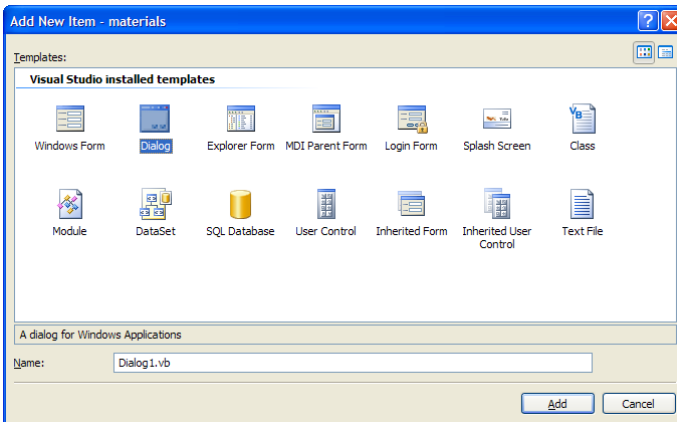 Add New Item - materials
Templates:
Visual Studio installed templates
Windows Form
Dialog
Explorer Form
MDI Parent Form
Login Form
Splash Screen
Class
Module
DataSet
SQL Database
User Control
Inherited Form
Inherited User
Control
Text File
A dialog for Windows Applications
Name:
Dialog1.vb
Add
Cancel